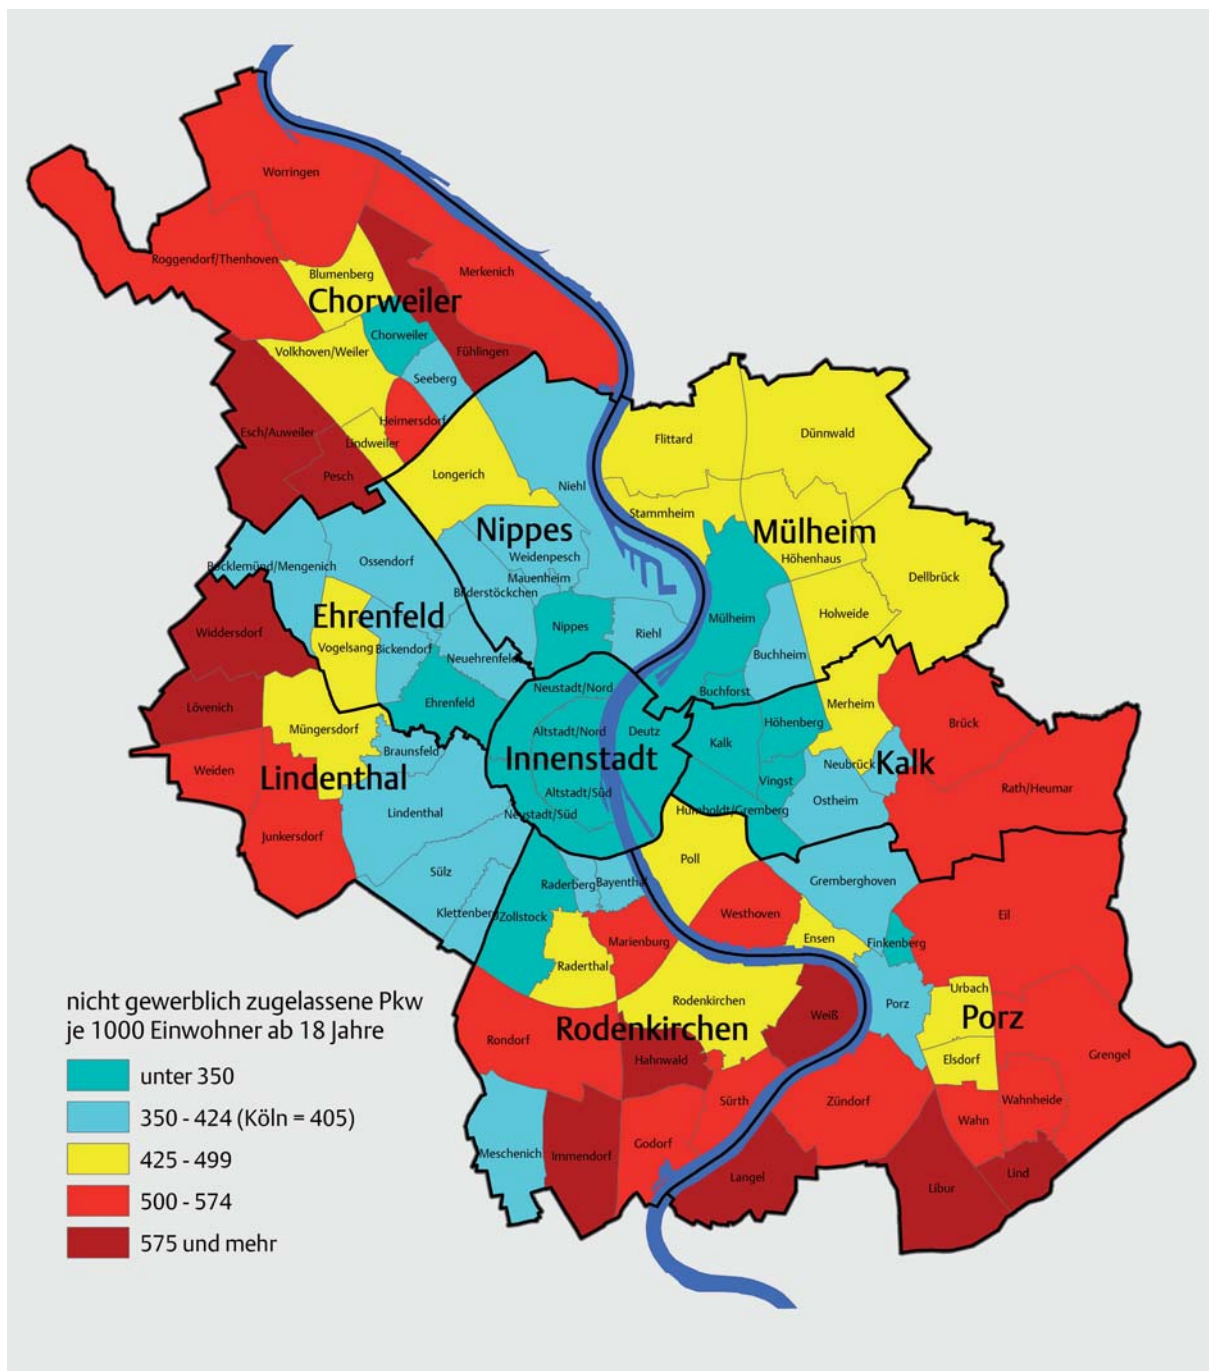 Worringen
Roggendorf/Thenhoven
Merkenich
Blumenberg
Chorweiler
Chorweiler
Volkhoven/Weiler
Fühlingen
Seeberg
Heimersdorf
Esch/Auweiler
Lindweiler
Pesch
Longerich
Niehl
Flittard
Dünnwald
Stammheim
Nippes
Mülheim
Weidenpesch
Höhenhaus
Mauenheim
Dellbrück
Bocklemünd/Mengenich
Ossendorf
Bilderstöckchen
Ehrenfeld
Widdersdorf
Vogelsang
Bickendorf
Nippes
Riehl
Mülheim
Holweide
Neuehrenfeld
Buchheim
Neustadt/Nord
Buchforst
Lövenich
Ehrenfeld
Merheim
Müngersdorf
Altstadt/Nord
Deutz
Höhenberg
Brück
Braunsfeld
Kalk
Innenstadt
Kalk
Weiden
Lindenthal
Neubrück
Vingst
Altstadt/Süd
Ostheim
Rath/Heumar
Lindenthal
Neustadt/Süd
Humboldt/Gremberg
Junkersdorf
Poll
Sülz
Raderberg
Bayenthal
Gremberghoven
Klettenberg
Zollstock
Westhoven
Eil
Marienburg
Ensen
Finkenberg
Raderthal
Rodenkirchen
Porz
Urbach
Weiß
Porz
Rodenkirchen
Rondorf
Hahnwald
Elsdorf
Grengel
Sürth
Zündorf
Wahn
Wahnheide
Meschenich
Immendorf
Godorf
Langel
Libur
Lind
nicht gewerblich zugelassene Pkw
je 1000 Einwohner ab 18 Jahre
unter 350
350 - 424 (Köln = 405)
425 - 499
500 - 574
575 und mehr